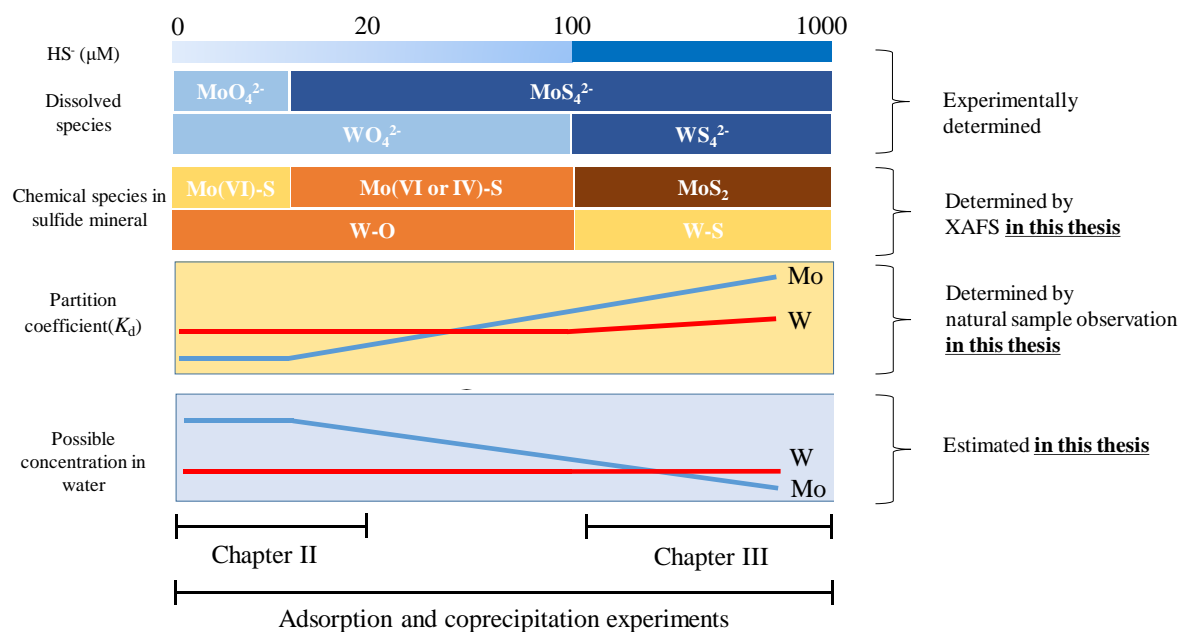 0 20 100 1000
HS⁻ (μM)
Dissolved
species
MoO₄²⁻ MoS₄²⁻
WO₄²⁻ WS₄²⁻
Experimentally
determined
Chemical species in
sulfide mineral
Mo(VI)-S Mo(VI or IV)-S MoS₂
W-O W-S
Determined by
XAFS in this thesis
Partition
coefficient(Kd)
Mo
W
Determined by
natural sample observation
in this thesis
Possible
concentration in
water
W
Mo
Estimated in this thesis
Chapter II Chapter III
Adsorption and coprecipitation experiments